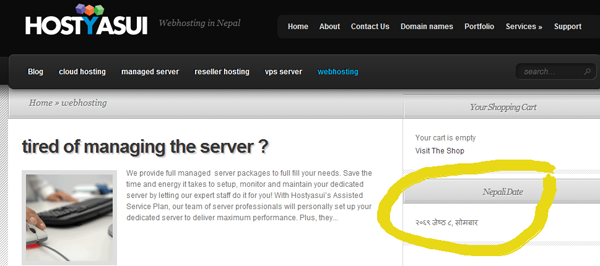 HOSTYASUI
Webhosting in Nepal
Home About Contact Us Domain names Portfolio Services » Support
Blog cloud hosting managed server reseller hosting vps server webhosting
search...
Home » webhosting
tired of managing the server ?
We provide full managed server packages to full fill your needs. Save the
time and energy it takes to setup, monitor and maintain your dedicated
server by letting our expert staff do it for you! With Hostyasui's Assisted
Service Plan, our team of server professionals will personally set up your
dedicated server to deliver maximum performance. Plus, they...
Your Shopping Cart
Your cart is empty
Visit The Shop
Nepali Date
२०६९ जेष्ठ ८, सोमबार